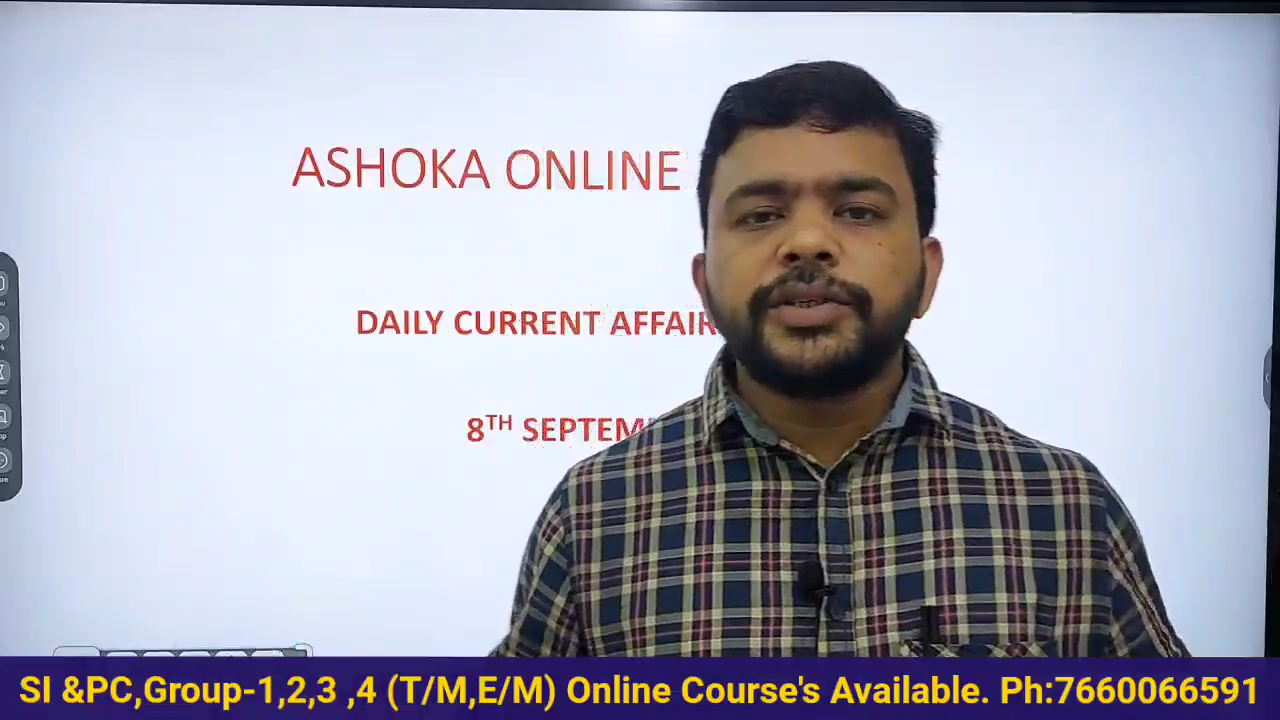 ASHOKA ONLINE
DAILY CURRENT AFFAIR
8TH SEPTEM
SI &PC,Group-1,2,3 ,4 (T/M,E/M) Online Course's Available. Ph:7660066591